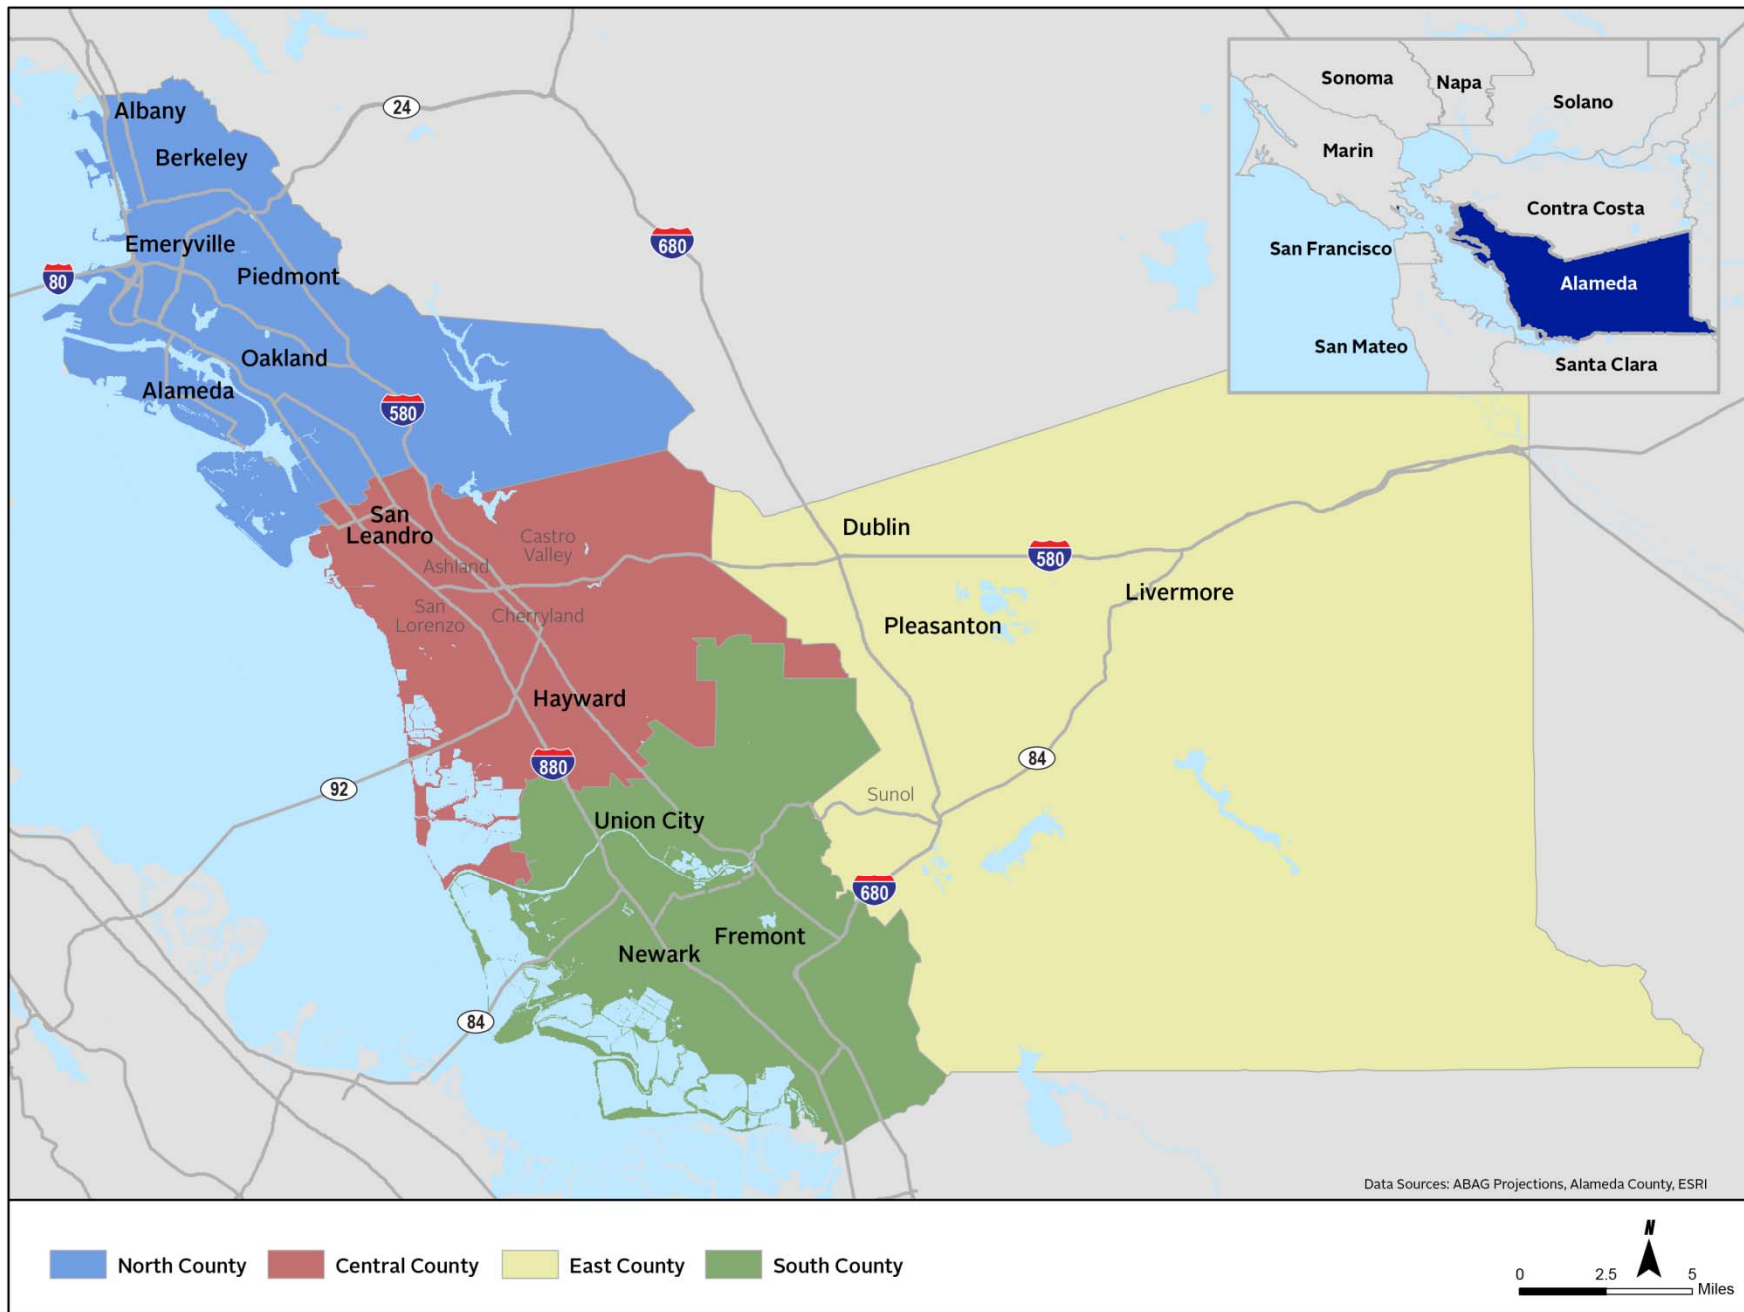 Albany
Berkeley
24
Emeryville
Piedmont
80
680
Oakland
Alameda
580
San
Leandro
Castro
Valley
Ashland
San
Lorenzo
Cherryland
Dublin
580
Livermore
Pleasanton
Hayward
880
92
84
Sunol
Union City
680
Fremont
Newark
84
Sonoma
Napa
Solano
Marin
Contra Costa
San Francisco
Alameda
San Mateo
Santa Clara
Data Sources: ABAG Projections, Alameda County, ESRI
North County
Central County
East County
South County
N
0 2.5 5
Miles